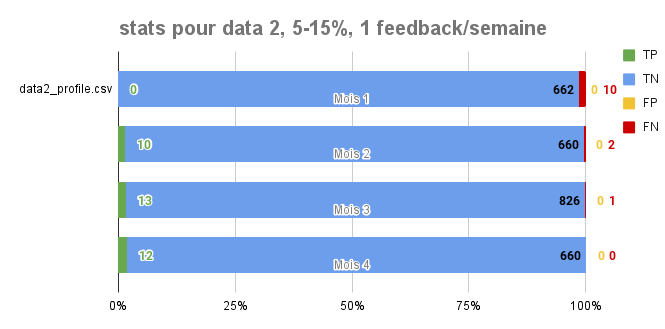 stats pour data 2, 5-15%, 1 feedback/semaine
TP
TN
FP
FN
data2_profile.csv
0 662 0 10
Mois 1
10 660 0 2
Mois 2
13 826 0 1
Mois 3
12 660 0 0
Mois 4
0% 25% 50% 75% 100%